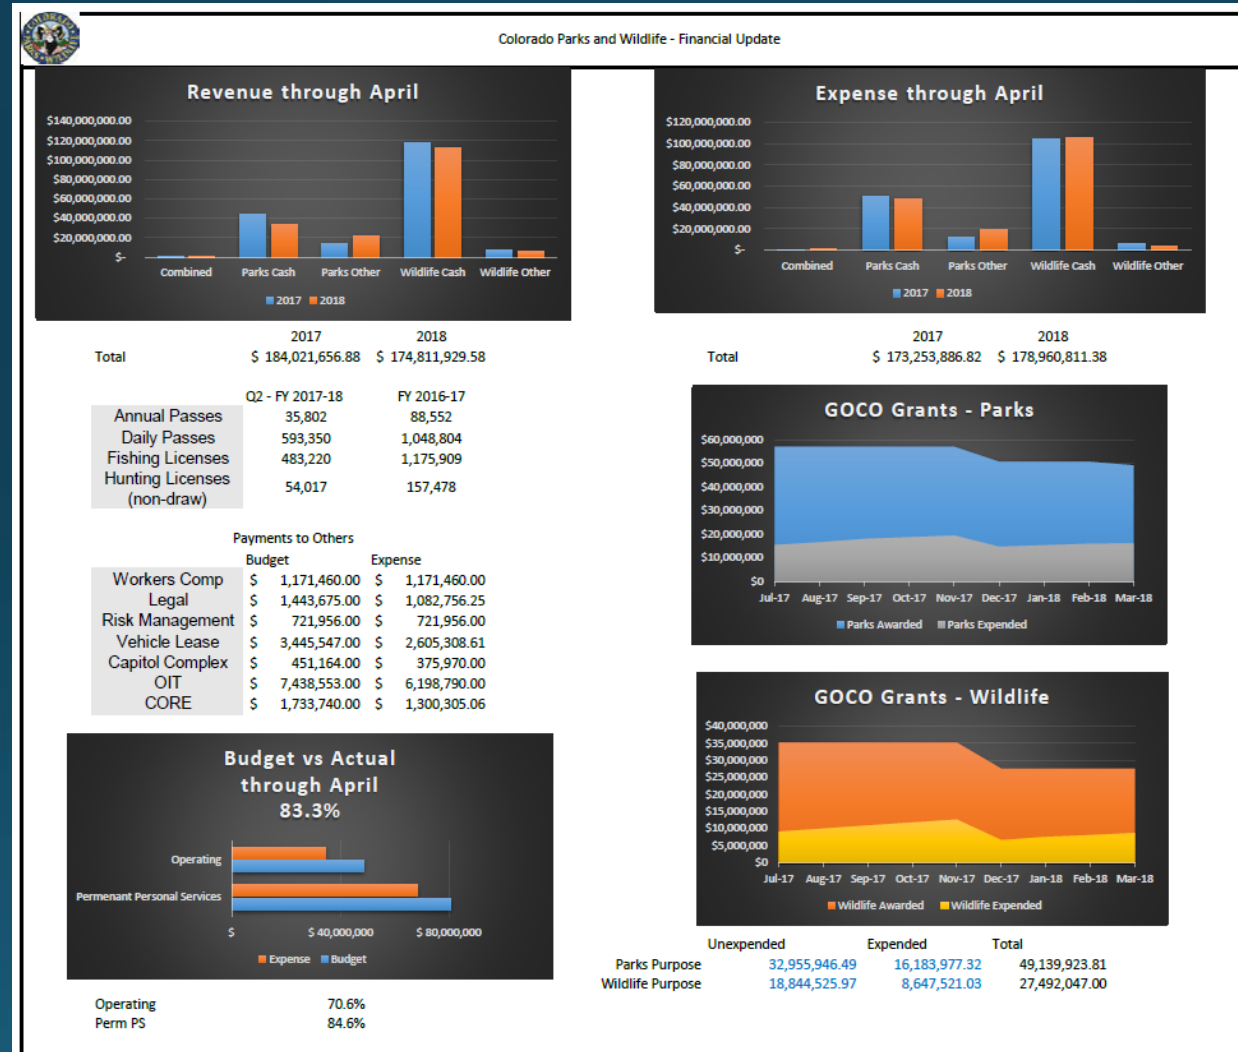 Colorado Parks and Wildlife - Financial Update
Revenue through April
$140,000,000.00
$120,000,000.00
$100,000,000.00
$80,000,000.00
$60,000,000.00
$40,000,000.00
$20,000,000.00
$-
Combined Parks Cash Parks Other Wildlife Cash Wildlife Other
2017 2018
2017 2018
Total $ 184,021,656.88 $ 174,811,929.58
Q2 - FY 2017-18 FY 2016-17
Annual Passes 35,802 88,552
Daily Passes 593,350 1,048,804
Fishing Licenses 483,220 1,175,909
Hunting Licenses
(non-draw) 54,017 157,478
Payments to Others
Budget Expense
Workers Comp $ 1,171,460.00 $ 1,171,460.00
Legal $ 1,443,675.00 $ 1,082,756.25
Risk Management $ 721,956.00 $ 721,956.00
Vehicle Lease $ 3,445,547.00 $ 2,605,308.61
Capitol Complex $ 451,164.00 $ 375,970.00
OIT $ 7,438,553.00 $ 6,198,790.00
CORE $ 1,733,740.00 $ 1,300,305.06
Budget vs Actual
through April
83.3%
Operating
Permenant Personal Services
$ $ 40,000,000 $ 80,000,000
Expense Budget
Operating 70.6%
Perm PS 84.6%
Expense through April
$120,000,000.00
$100,000,000.00
$80,000,000.00
$60,000,000.00
$40,000,000.00
$20,000,000.00
$-
Combined Parks Cash Parks Other Wildlife Cash Wildlife Other
2017 2018
2017 2018
Total $ 173,253,886.82 $ 178,960,811.38
GOCO Grants - Parks
$60,000,000
$50,000,000
$40,000,000
$30,000,000
$20,000,000
$10,000,000
$0
Jul-17 Aug-17 Sep-17 Oct-17 Nov-17 Dec-17 Jan-18 Feb-18 Mar-18
Parks Awarded Parks Expended
GOCO Grants - Wildlife
$40,000,000
$35,000,000
$30,000,000
$25,000,000
$20,000,000
$15,000,000
$10,000,000
$5,000,000
$0
Jul-17 Aug-17 Sep-17 Oct-17 Nov-17 Dec-17 Jan-18 Feb-18 Mar-18
Wildlife Awarded Wildlife Expended
Unexpended Expended Total
Parks Purpose 32,955,946.49 16,183,977.32 49,139,923.81
Wildlife Purpose 18,844,525.97 8,647,521.03 27,492,047.00